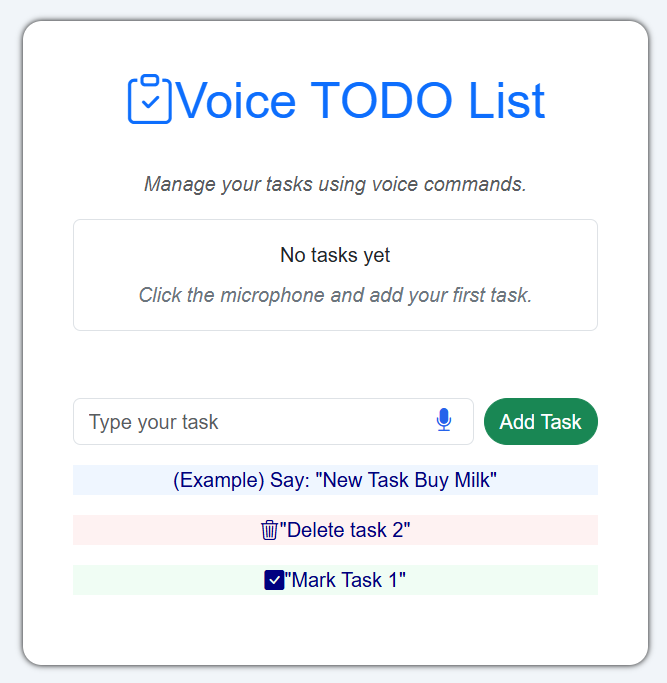 Voice TODO List
Manage your tasks using voice commands.
No tasks yet
Click the microphone and add your first task.
Type your task
Add Task
(Example) Say: "New Task Buy Milk"
"Delete task 2"
"Mark Task 1"